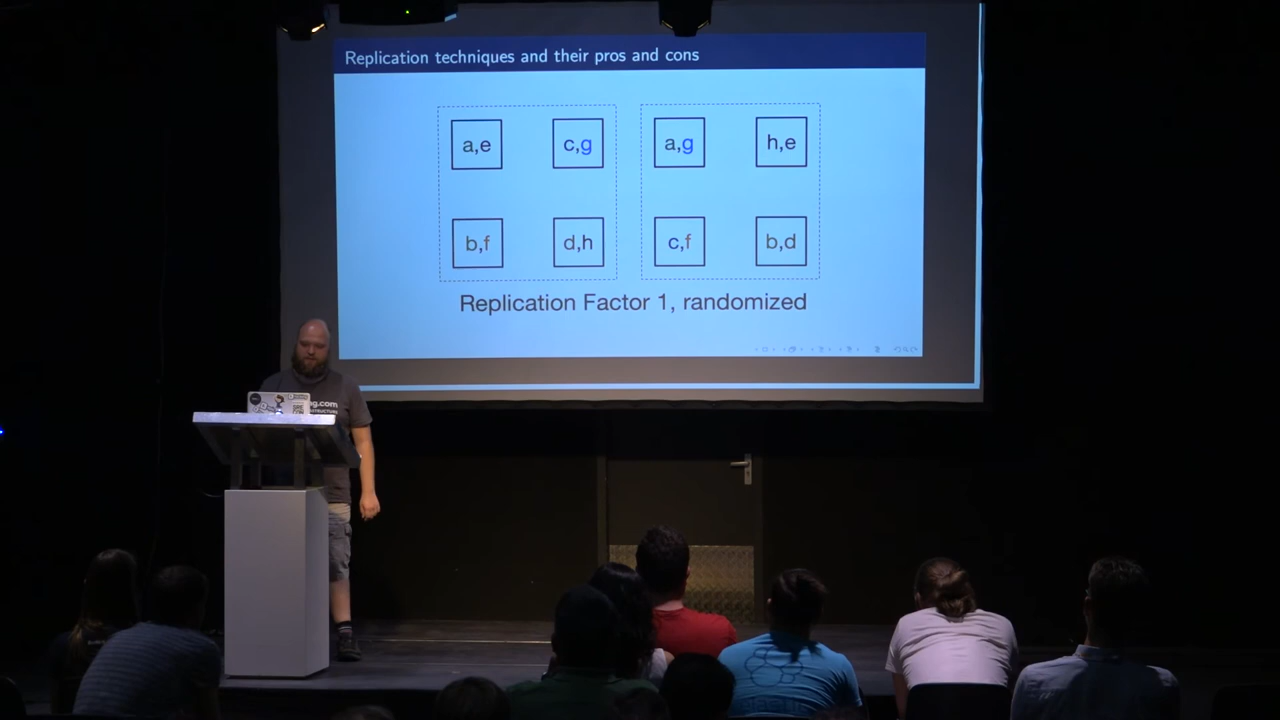 Replication techniques and their pros and cons
a,e c,g a,g h,e
b,f d,h c,f b,d
Replication Factor 1, randomized